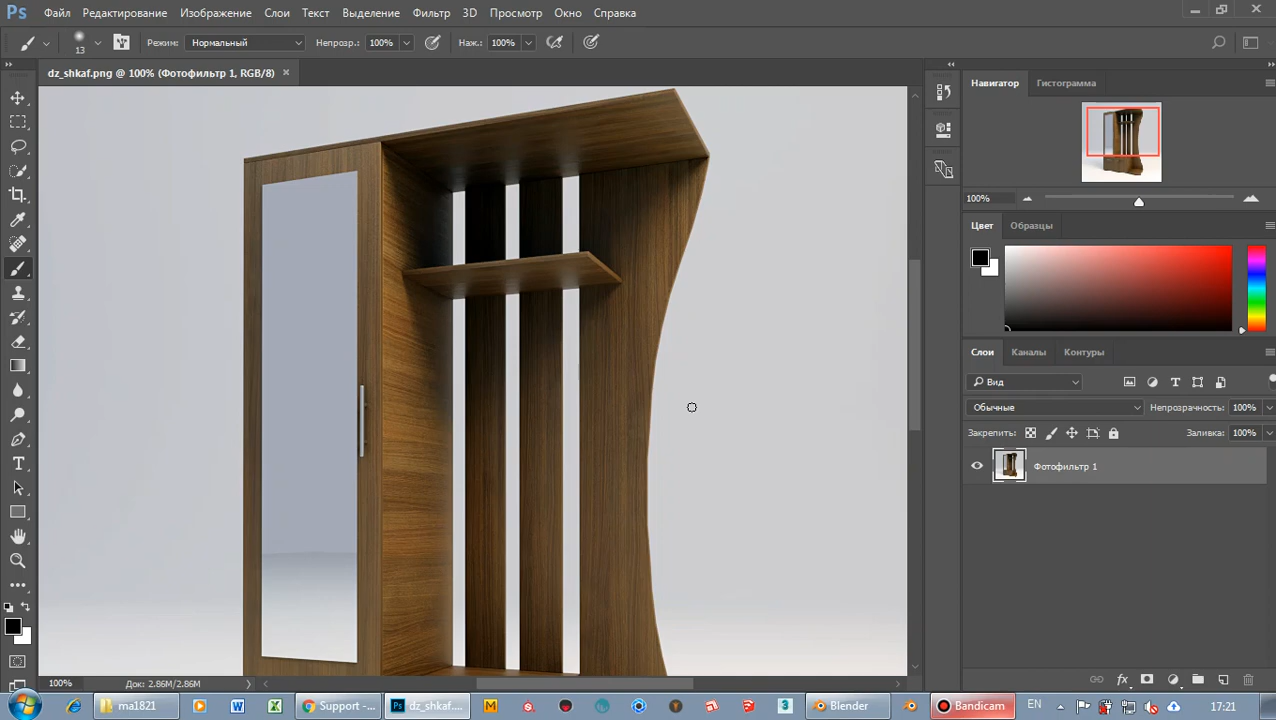 Ps Файл Редактирование Изображение Слои Текст Выделение Фильтр 3D Просмотр Окно Справка
13 Режим: Нормальный Непрозр.: 100% Наж.: 100%
dz_shkaf.png @ 100% (Фотофильтр 1, RGB/8) ×
Навигатор Гистограмма
100%
Цвет Образцы
Слои Каналы Контуры
Вид
Обычные Непрозрачность: 100%
Закрепить: Заливка: 100%
Фотофильтр 1
100% Док: 2.86M/2.86M
fx
ma1821 Support -... dz_shkaf.... Blender Bandicam EN 17:21